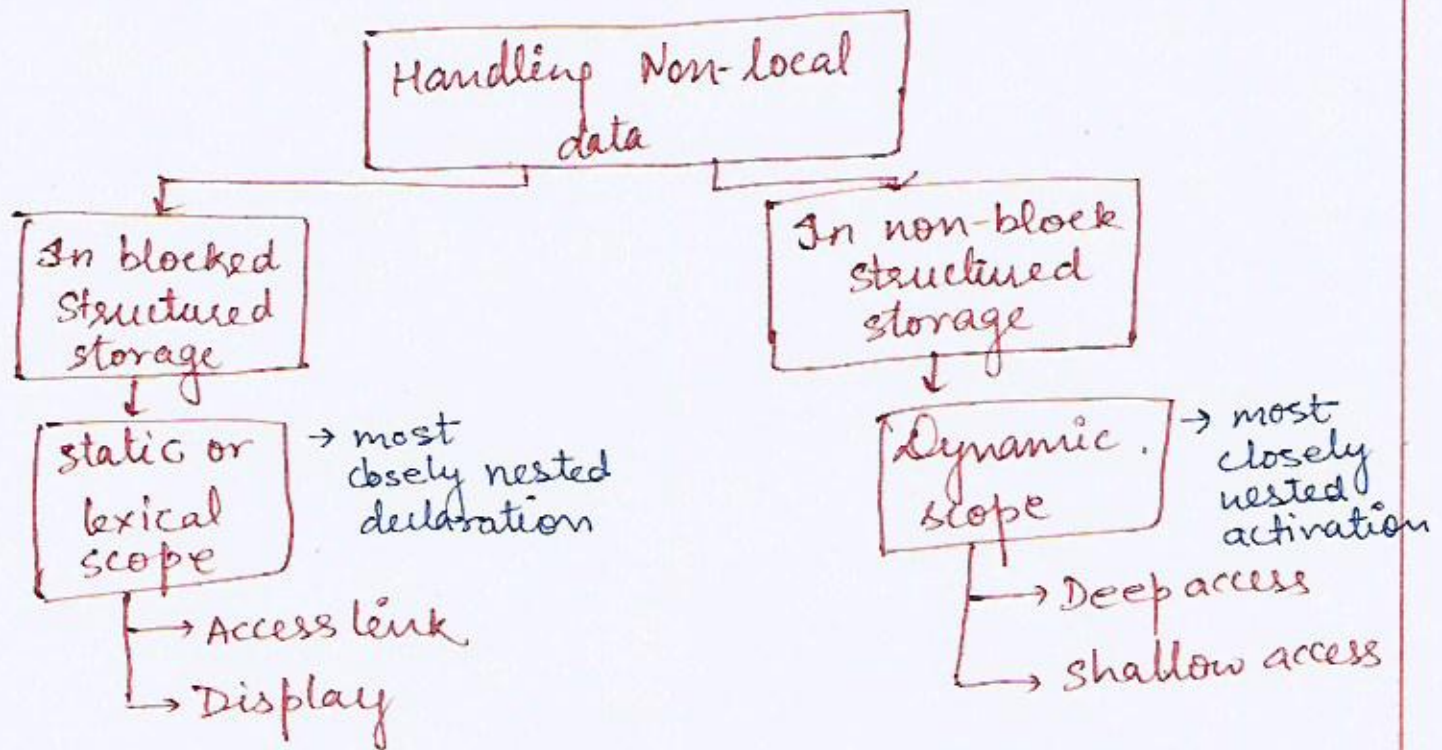 Handling Non-local
data
In blocked
structured
storage
static or
lexical
scope
→ most
closely nested
declaration
→ Access link
→ Display
In non-block
structured
storage
Dynamic.
scope
→ most
closely
nested
activation
→ Deep access
→ Shallow access